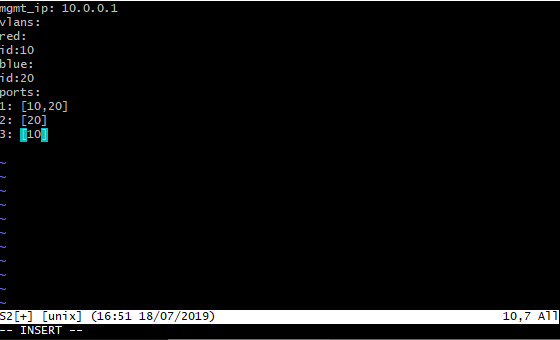 mgmt_ip: 10.0.0.1
vlans:
red:
id:10
blue:
id:20
ports:
1: [10,20]
2: [20]
3: [10]
~
~
~
~
~
~
~
~
~
~
~
S2[+] [unix] (16:51 18/07/2019) 10,7 All
-- INSERT --